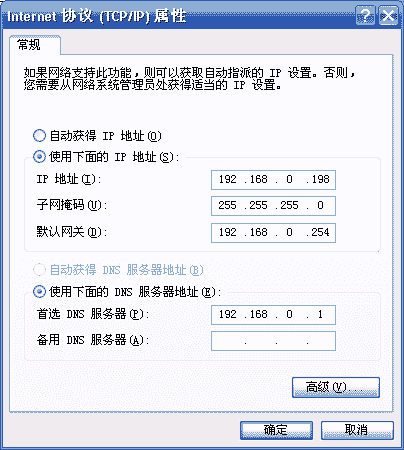 Internet 协议 (TCP/IP) 属性
常规
如果网络支持此功能，则可以获取自动指派的 IP 设置。否则，
您需要从网络系统管理员处获得适当的 IP 设置。
自动获得 IP 地址(O)
使用下面的 IP 地址(S):
IP 地址(I): 192 .168 . 0 .198
子网掩码(U): 255 .255 .255 . 0
默认网关(D): 192 .168 . 0 .254
自动获得 DNS 服务器地址(B)
使用下面的 DNS 服务器地址(E):
首选 DNS 服务器(P): 192 .168 . 0 . 1
备用 DNS 服务器(A): . . .
高级(V)...
确定 取消